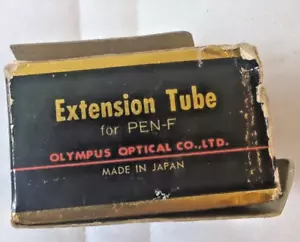 Extension Tube
for PEN-F
OLYMPUS OPTICAL CO.,LTD.
MADE IN JAPAN